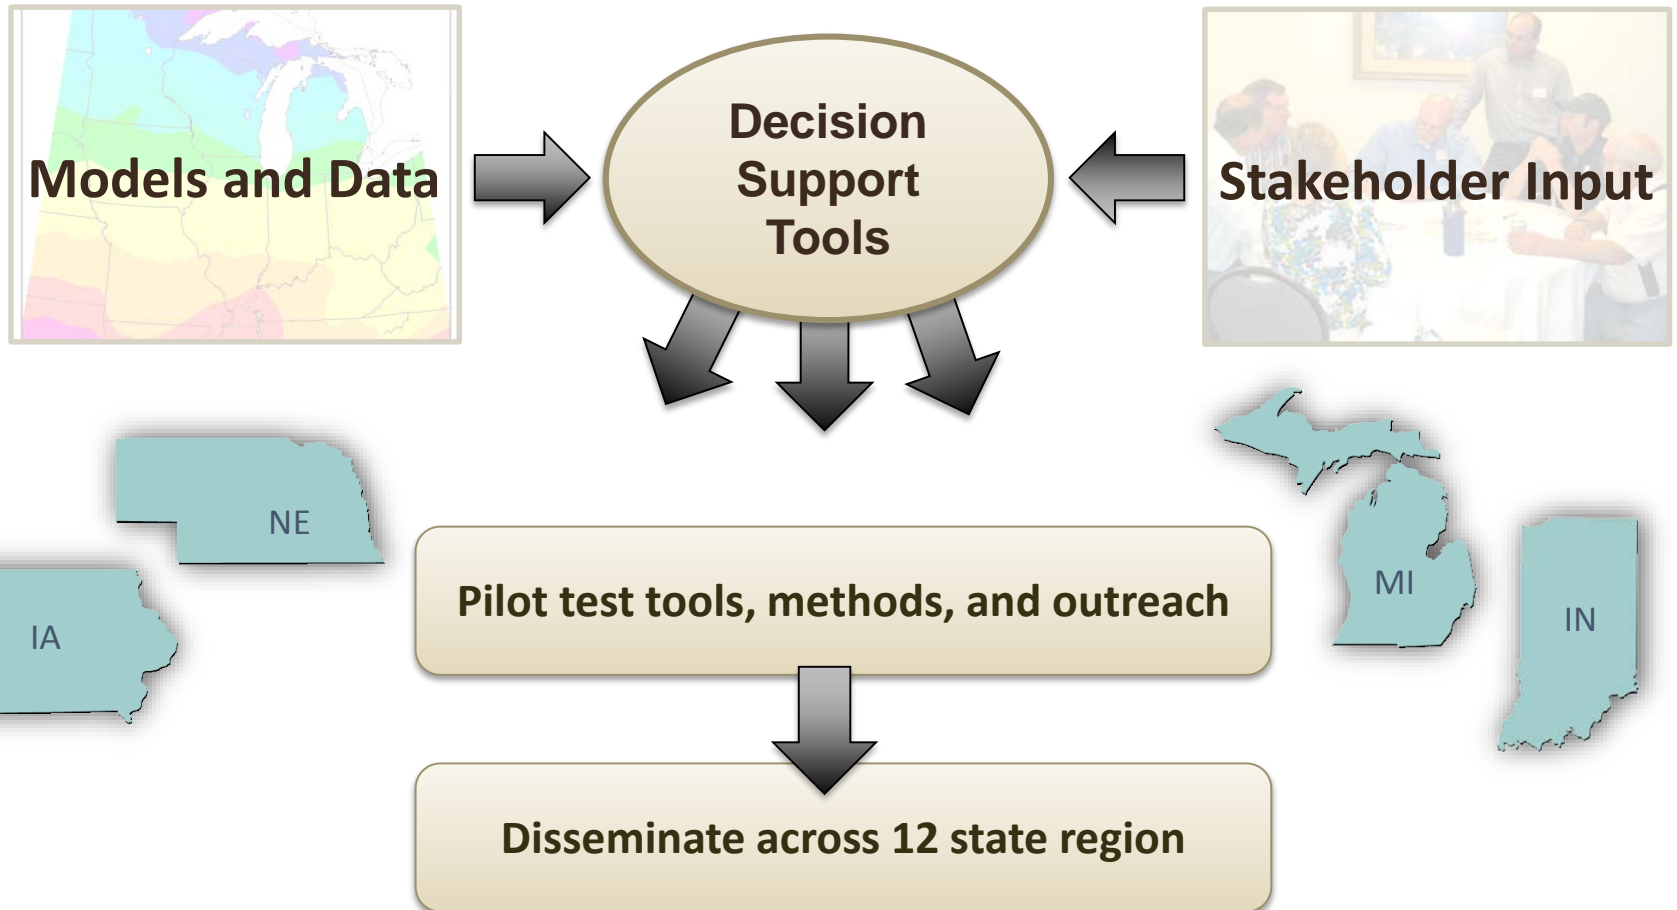 Models and Data
Decision
Support
Tools
Stakeholder Input
NE
IA
MI
IN
Pilot test tools, methods, and outreach
Disseminate across 12 state region